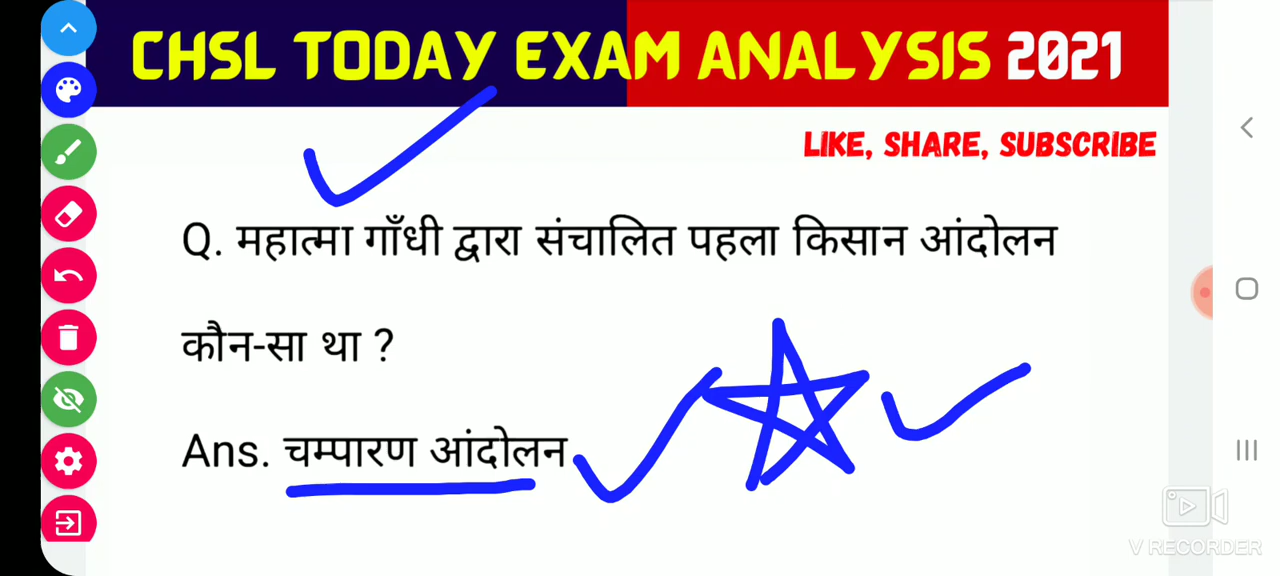 CHSL TODAY EXAM ANALYSIS 2021
LIKE, SHARE, SUBSCRIBE
Q. महात्मा गाँधी द्वारा संचालित पहला किसान आंदोलन
कौन-सा था ?
Ans. चम्पारण आंदोलन
V RECORDER